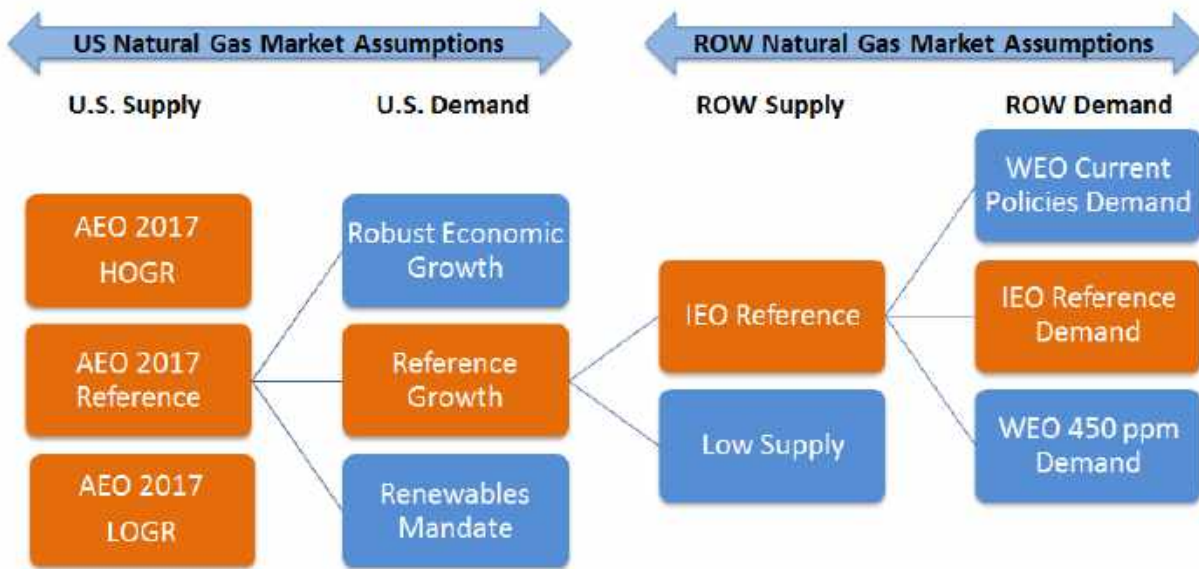 US Natural Gas Market Assumptions
ROW Natural Gas Market Assumptions
U.S. Supply
U.S. Demand
ROW Supply
ROW Demand
AEO 2017
HOGR
AEO 2017
Reference
AEO 2017
LOGR
Robust Economic
Growth
Reference
Growth
Renewables
Mandate
IEO Reference
Low Supply
WEO Current
Policies Demand
IEO Reference
Demand
WEO 450 ppm
Demand